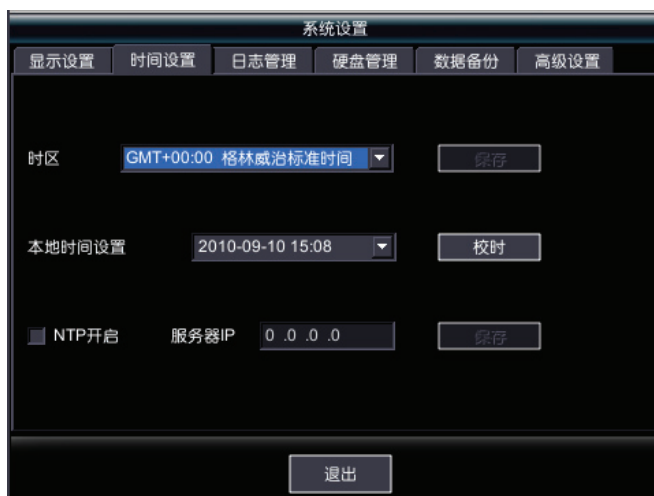 系统设置
显示设置 时间设置 日志管理 硬盘管理 数据备份 高级设置
时区 GMT+00:00 格林威治标准时间 保存
本地时间设置 2010-09-10 15:08 校时
NTP开启 服务器IP 0 .0 .0 .0 保存
退出